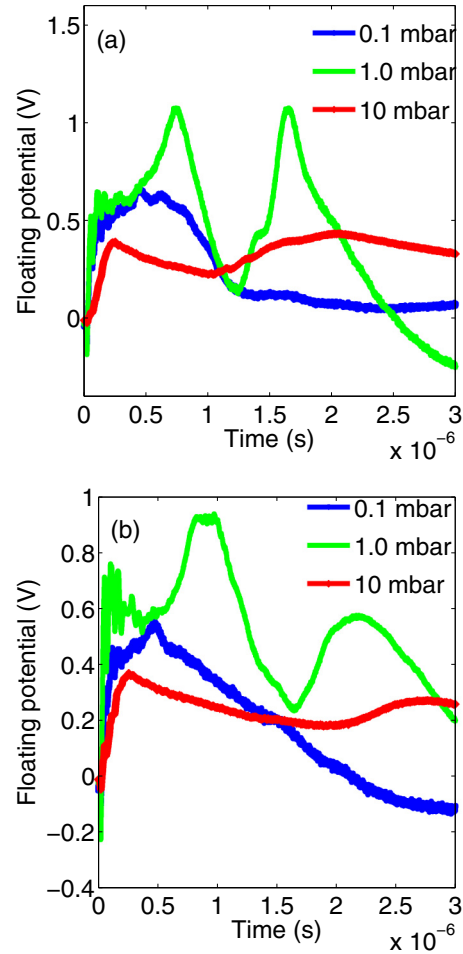 (a)
0.1 mbar
1.0 mbar
10 mbar
Floating potential (V)
1.5
1
0.5
0
0 0.5 1 1.5 2 2.5 3
Time (s)
x 10⁻⁶
(b)
0.1 mbar
1.0 mbar
10 mbar
Floating potential (V)
1
0.8
0.6
0.4
0.2
0
−0.2
−0.4
0 0.5 1 1.5 2 2.5 3
Time (s)
x 10⁻⁶